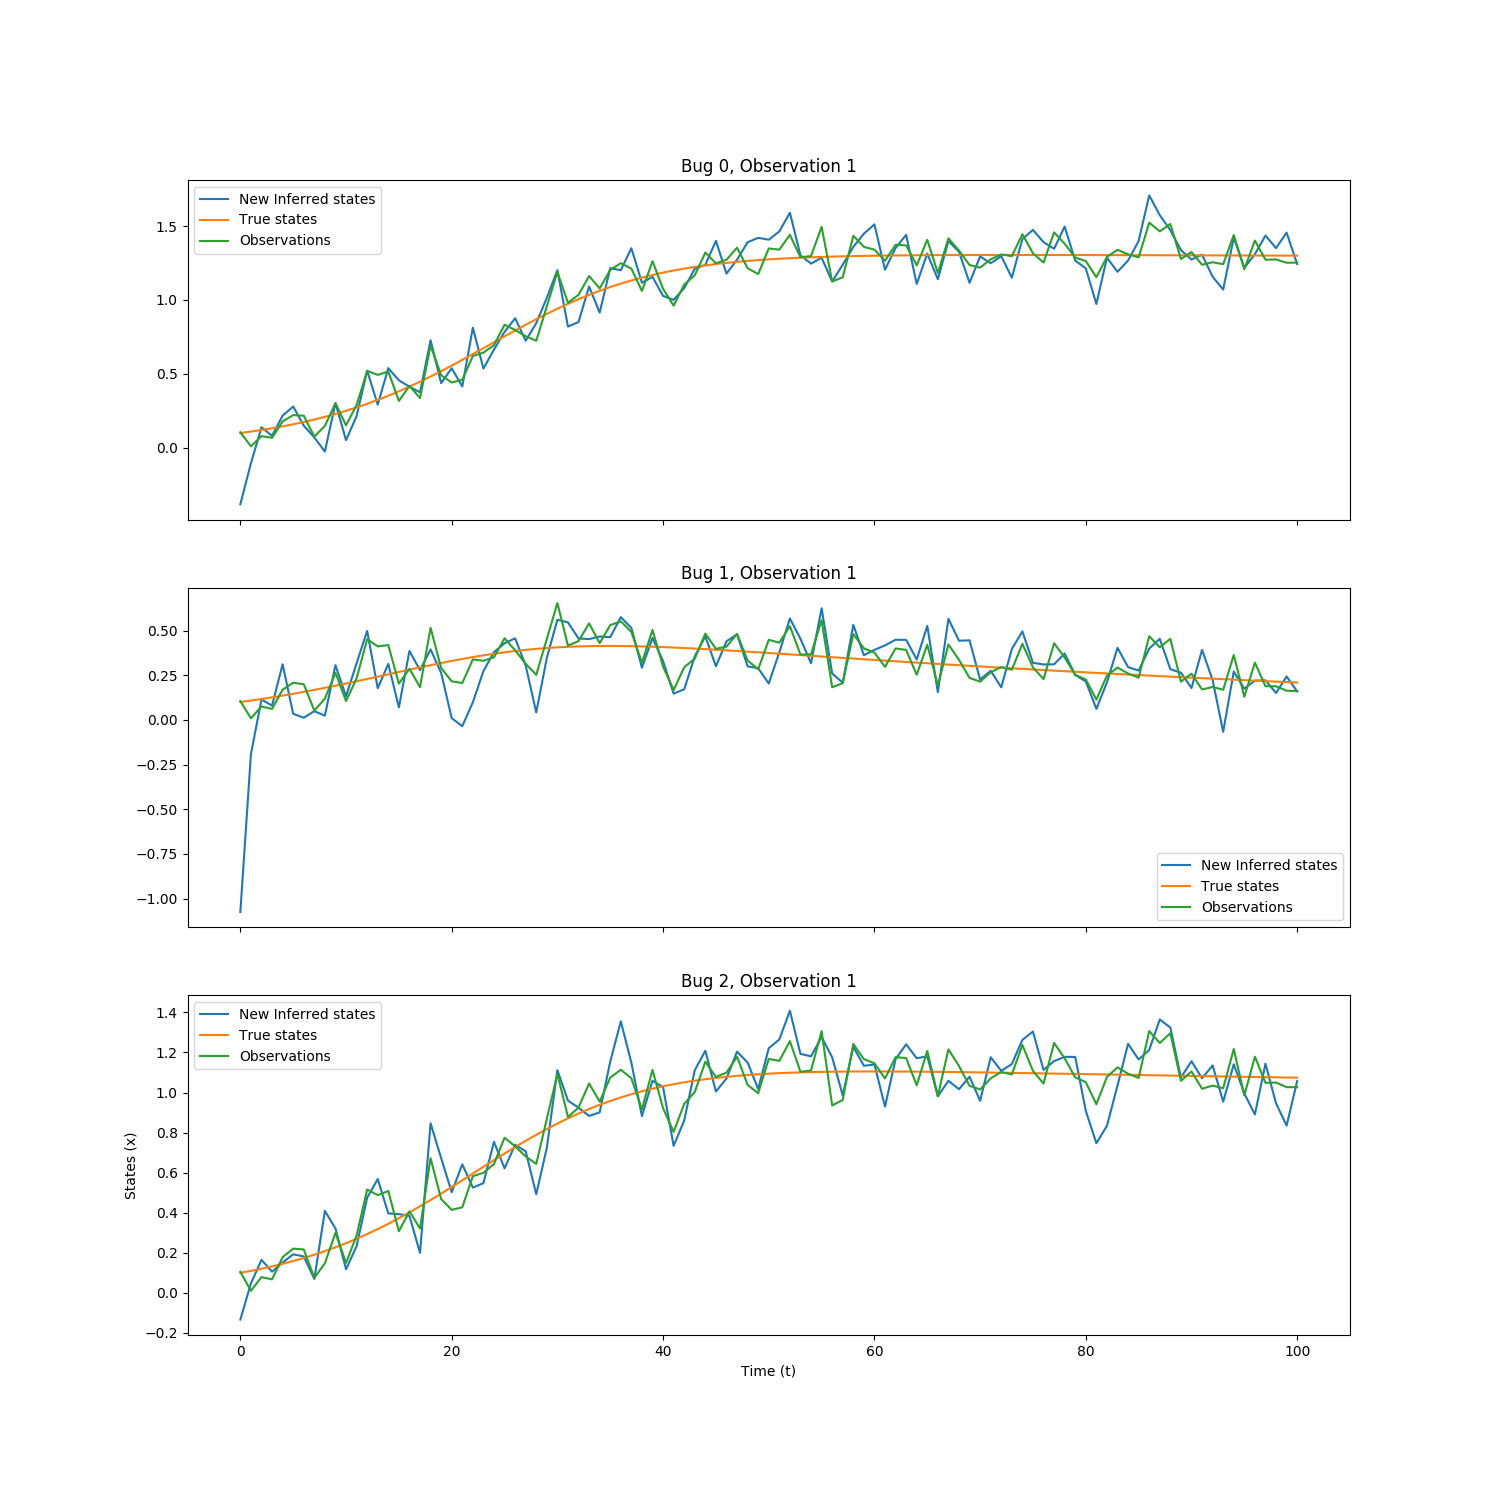 Bug 0, Observation 1
New Inferred states
True states
Observations
1.5
1.0
0.5
0.0
Bug 1, Observation 1
0.50
0.25
0.00
−0.25
−0.50
−0.75
−1.00
New Inferred states
True states
Observations
Bug 2, Observation 1
New Inferred states
True states
Observations
1.4
1.2
1.0
0.8
0.6
0.4
0.2
0.0
−0.2
States (x)
0 20 40 60 80 100
Time (t)